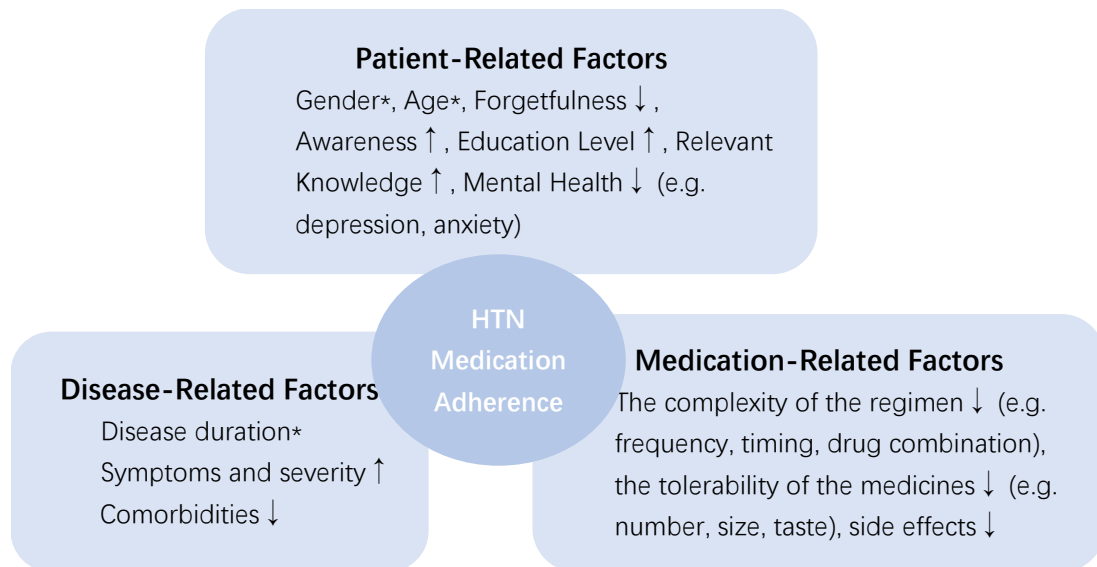 Patient-Related Factors
Gender*, Age*, Forgetfulness ↓,
Awareness ↑, Education Level ↑, Relevant
Knowledge ↑, Mental Health ↓ (e.g.
depression, anxiety)
HTN
Medication
Adherence
Disease-Related Factors
Disease duration*
Symptoms and severity ↑
Comorbidities ↓
Medication-Related Factors
The complexity of the regimen ↓ (e.g.
frequency, timing, drug combination),
the tolerability of the medicines ↓ (e.g.
number, size, taste), side effects ↓